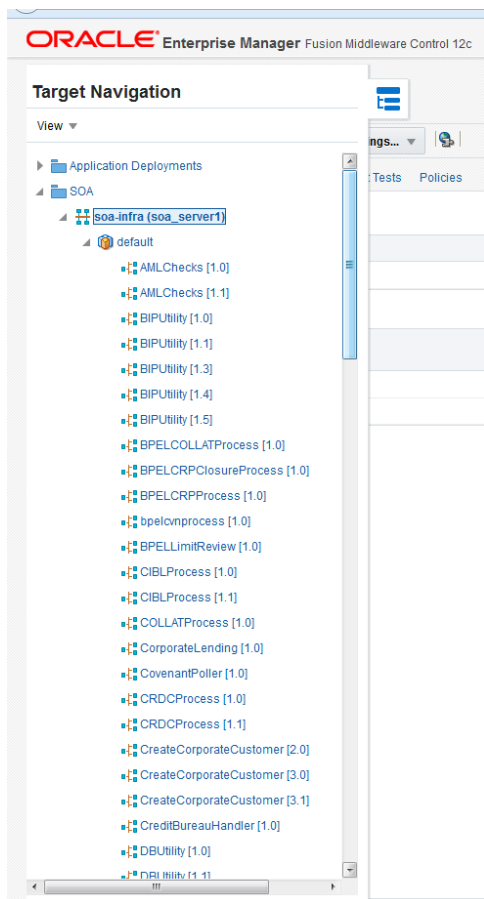 ORACLE® Enterprise Manager Fusion Middleware Control 12c
Target Navigation
View
ngs...
Tests Policies
Application Deployments
SOA
soa-infra (soa_server1)
default
AMLChecks [1.0]
AMLChecks [1.1]
BIPUtility [1.0]
BIPUtility [1.1]
BIPUtility [1.3]
BIPUtility [1.4]
BIPUtility [1.5]
BPELCOLLATProcess [1.0]
BPELCRPClosureProcess [1.0]
BPELCRPProcess [1.0]
bpelcvnprocess [1.0]
BPELLimitReview [1.0]
CIBLProcess [1.0]
CIBLProcess [1.1]
COLLATProcess [1.0]
CorporateLending [1.0]
CovenantPoller [1.0]
CRDCProcess [1.0]
CRDCProcess [1.1]
CreateCorporateCustomer [2.0]
CreateCorporateCustomer [3.0]
CreateCorporateCustomer [3.1]
CreditBureauHandler [1.0]
DBUtility [1.0]
DBUtility [1.1]